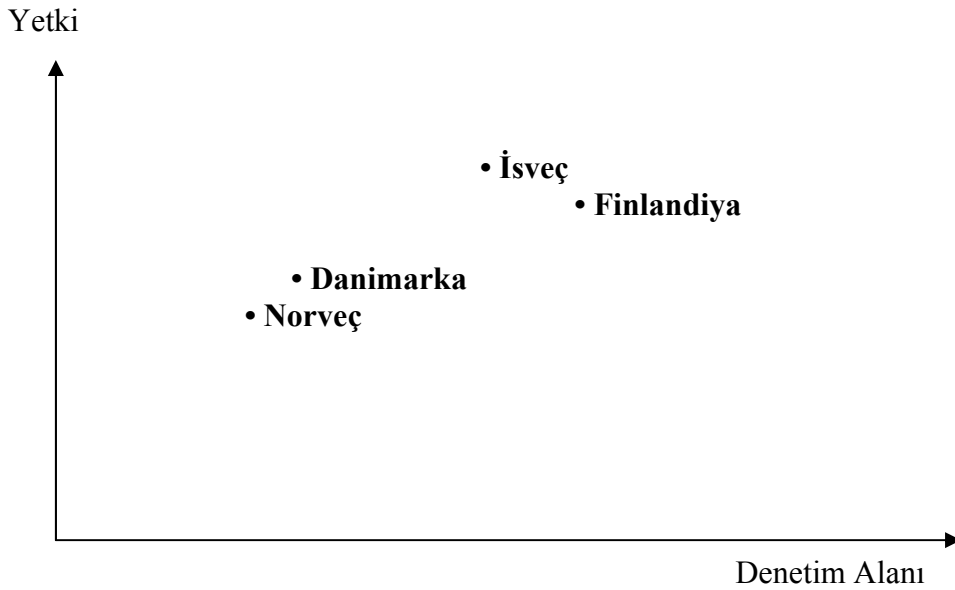 Yetki
• İsveç
• Finlandiya
• Danimarka
• Norveç
Denetim Alanı